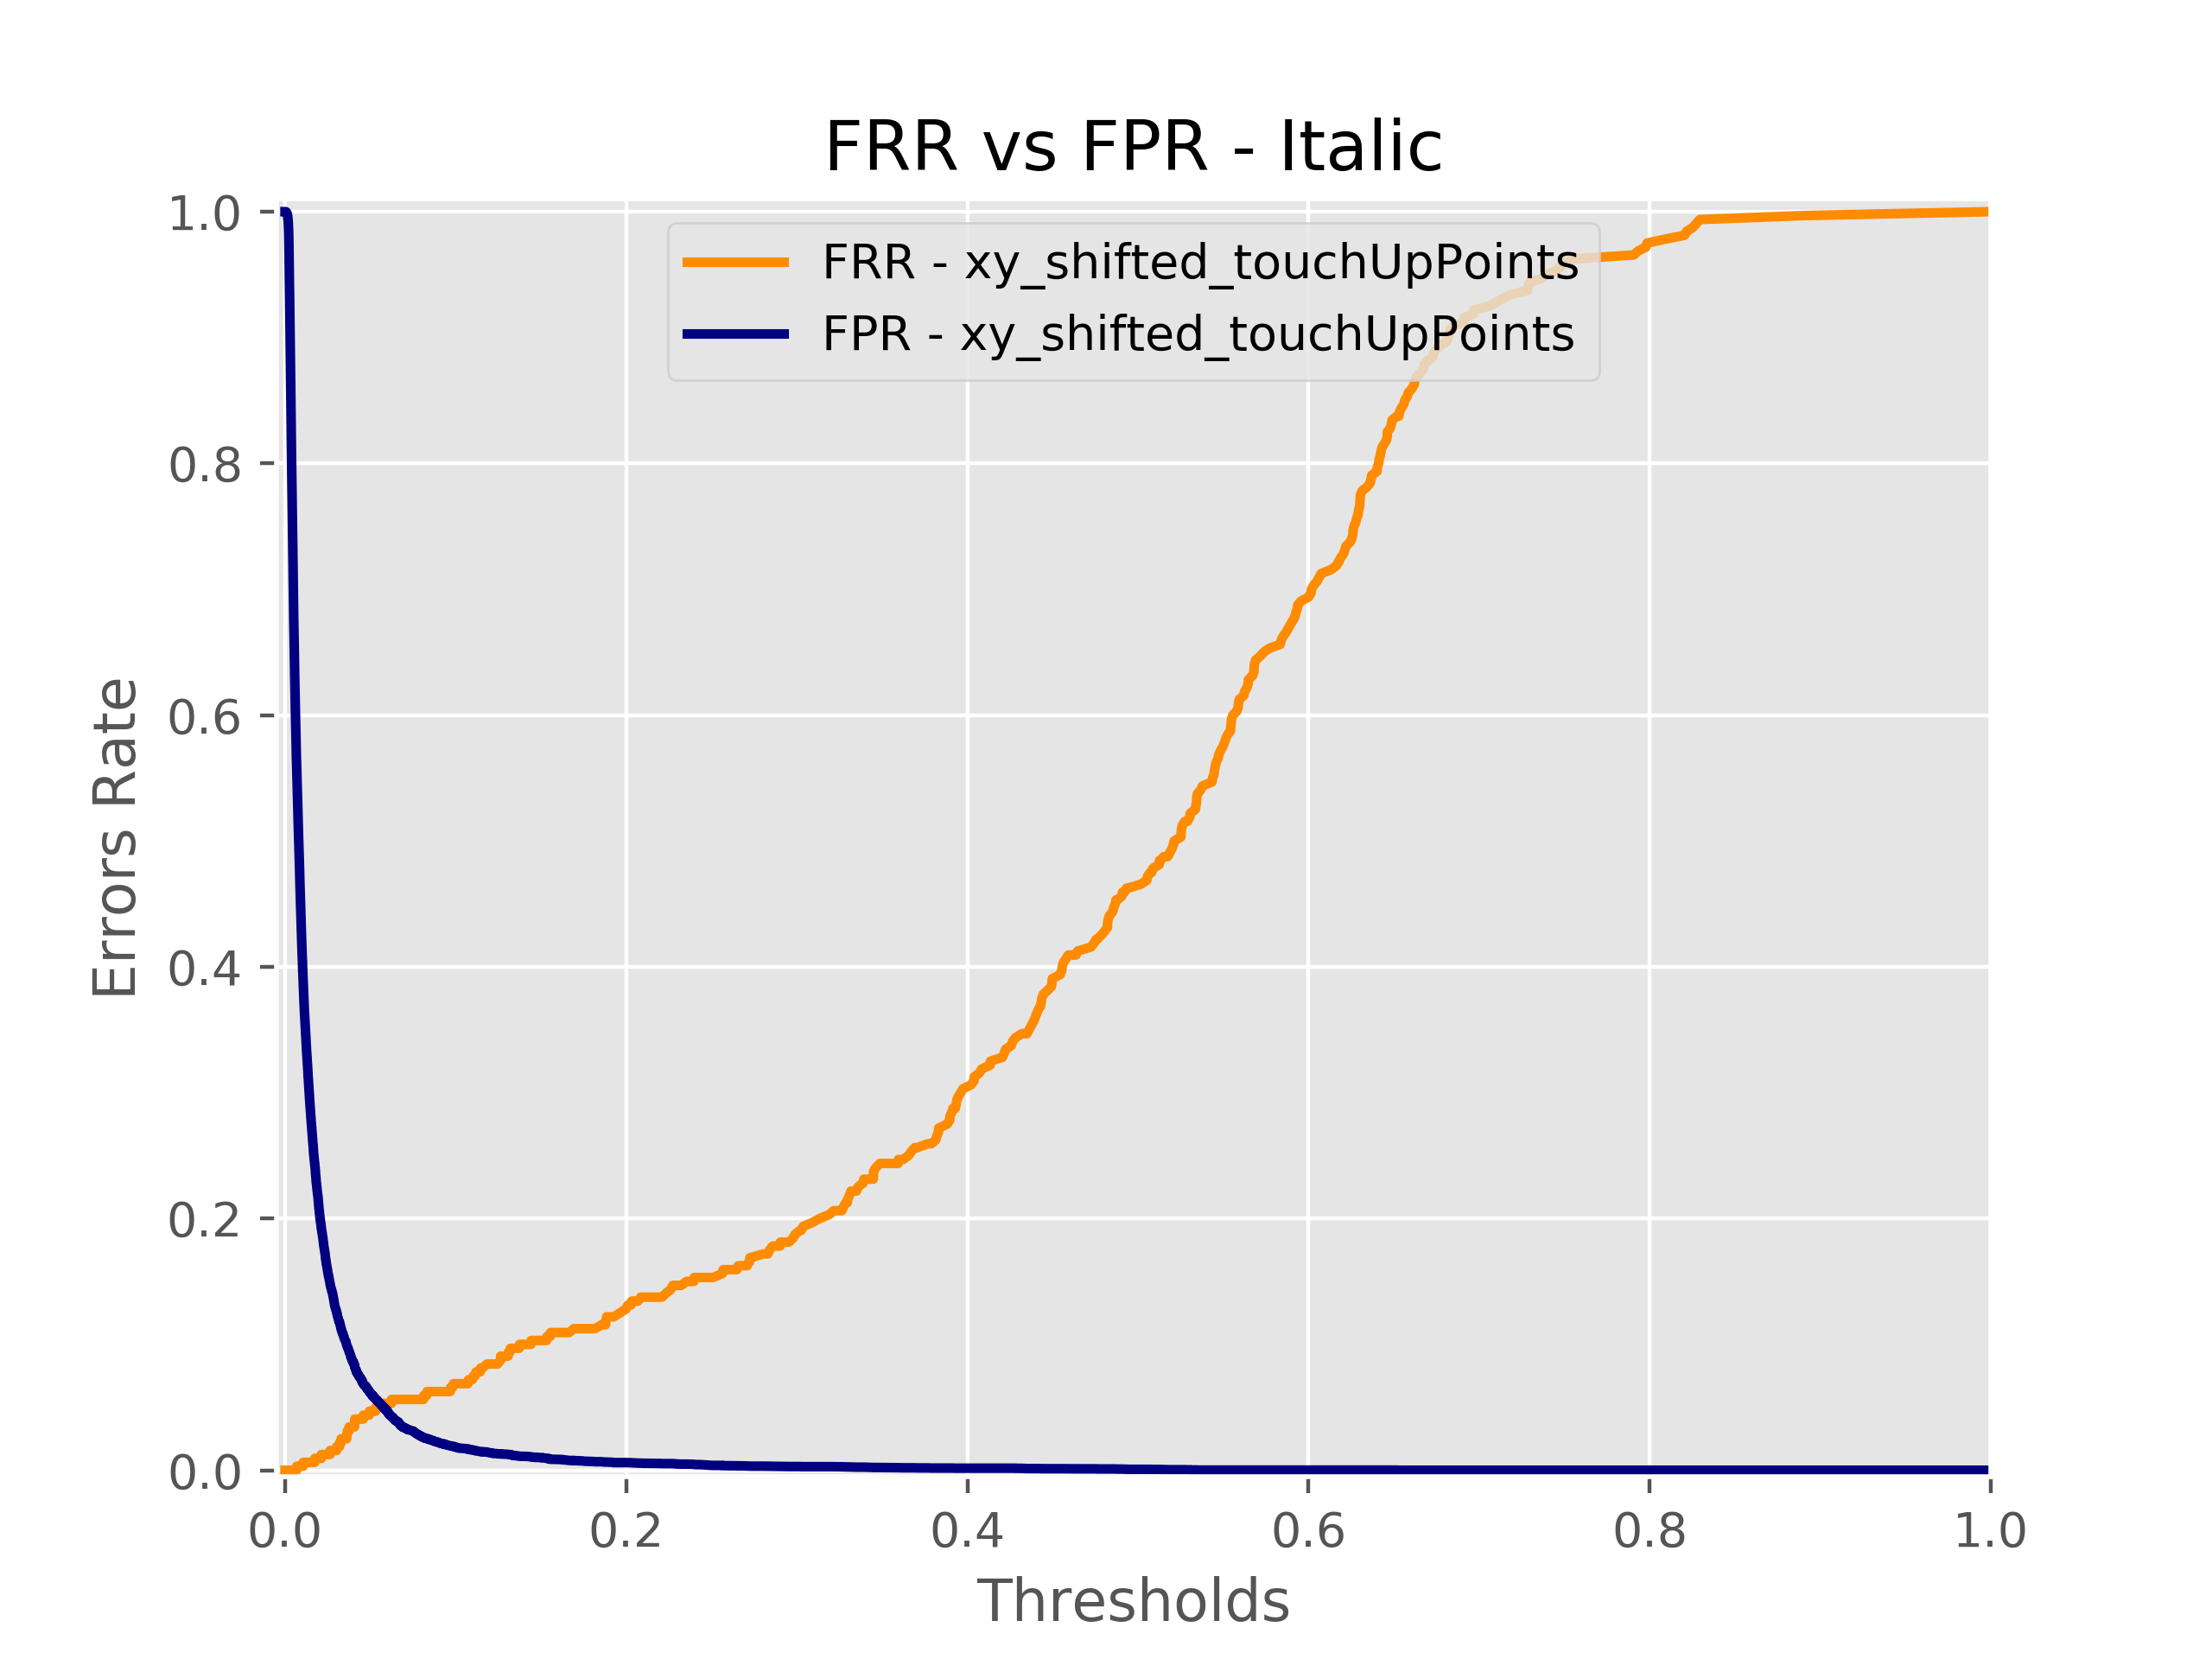 FRR vs FPR - Italic
FRR - xy_shifted_touchUpPoints
FPR - xy_shifted_touchUpPoints
Errors Rate
1.0
0.8
0.6
0.4
0.2
0.0
0.0 0.2 0.4 0.6 0.8 1.0
Thresholds